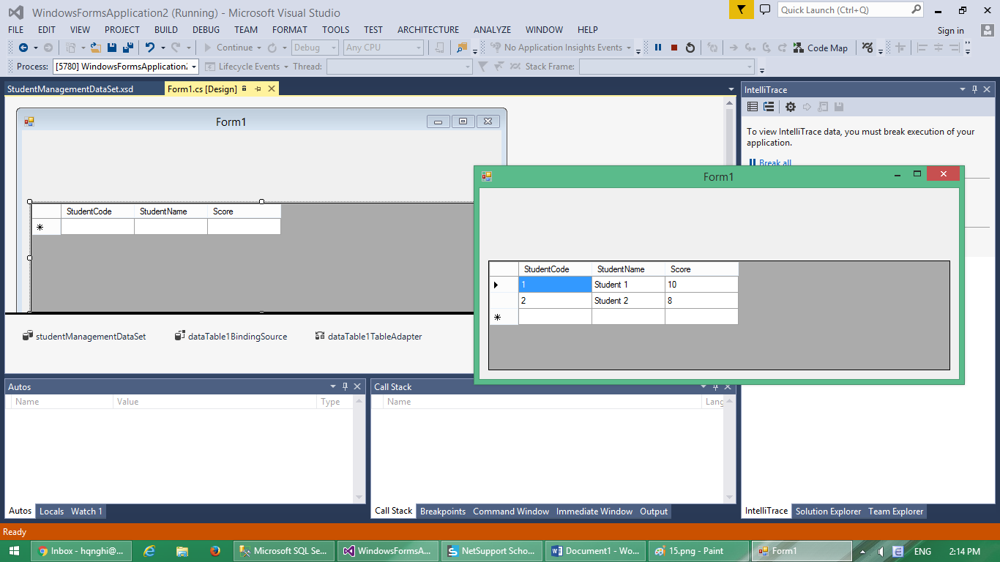 WindowsFormsApplication2 (Running) - Microsoft Visual Studio
Quick Launch (Ctrl+Q)
FILE EDIT VIEW PROJECT BUILD DEBUG TEAM FORMAT TOOLS TEST ARCHITECTURE ANALYZE WINDOW HELP
Sign in
Continue Debug Any CPU No Application Insights Events Code Map
Process: [5780] WindowsFormsApplication2 Lifecycle Events Thread: Stack Frame:
StudentManagementDataSet.xsd Form1.cs [Design]
Form1
StudentCode StudentName Score
studentManagementDataSet dataTable1BindingSource dataTable1TableAdapter
IntelliTrace
To view IntelliTrace data, you must break execution of your
application.
Break all
Form1
StudentCode StudentName Score
1 Student 1 10
2 Student 2 8
Autos
Name Value Type
Call Stack
Name Lang
Autos Locals Watch 1
Call Stack Breakpoints Command Window Immediate Window Output
IntelliTrace Solution Explorer Team Explorer
Ready
Inbox - hqnghi@... Microsoft SQL Se... WindowsFormsA... NetSupport Scho... Document1 - Wo... 15.png - Paint Form1 ENG 2:14 PM